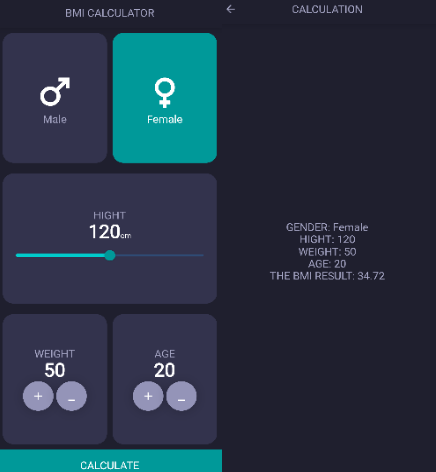 BMI CALCULATOR
Male
Female
HIGHT
120cm
WEIGHT
50
+ -
AGE
20
+ -
CALCULATE
CALCULATION
GENDER: Female
HIGHT: 120
WEIGHT: 50
AGE: 20
THE BMI RESULT: 34.72